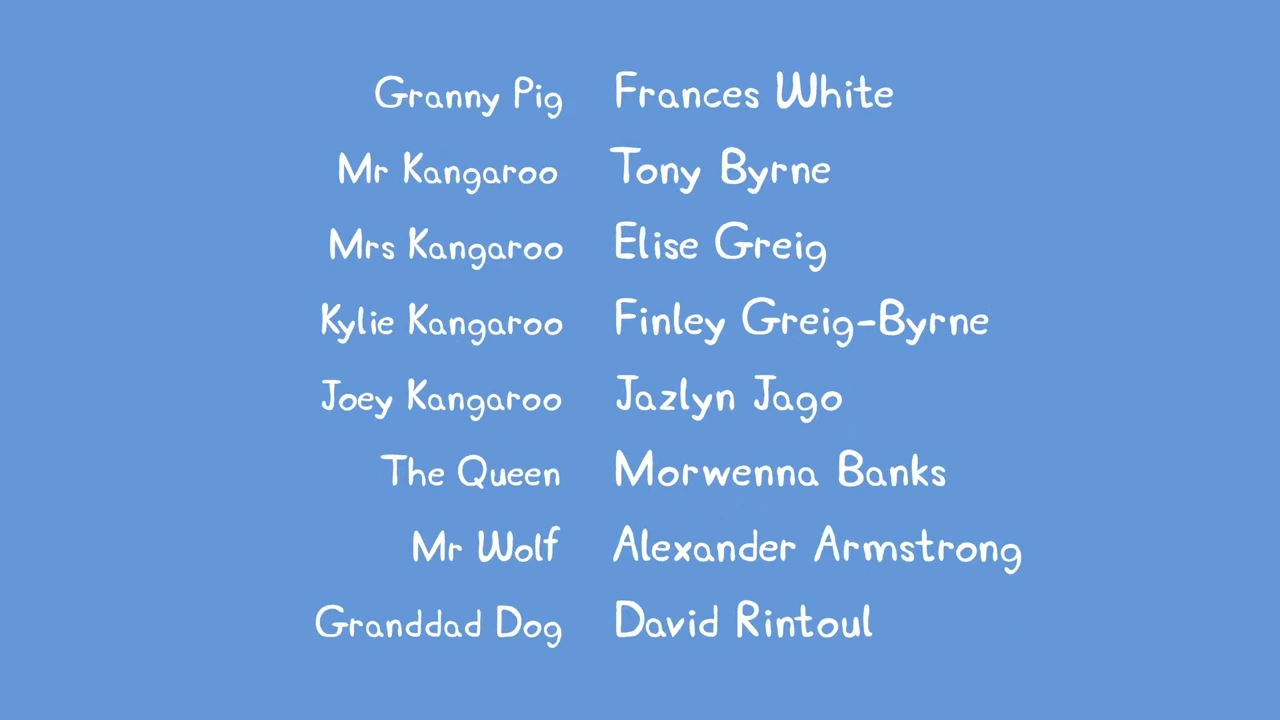 Granny Pig Frances White
Mr Kangaroo Tony Byrne
Mrs Kangaroo Elise Greig
Kylie Kangaroo Finley Greig-Byrne
Joey Kangaroo Jazlyn Jago
The Queen Morwenna Banks
Mr Wolf Alexander Armstrong
Granddad Dog David Rintoul